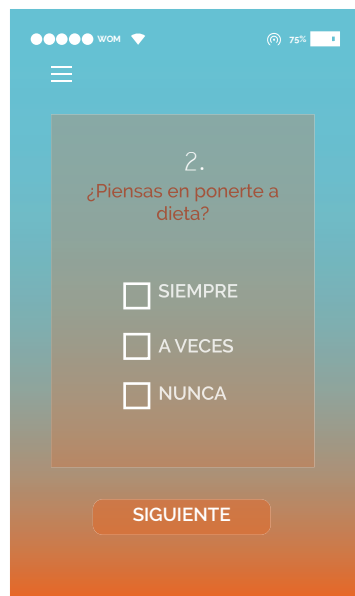 WOM 75%
2.
¿Piensas en ponerte a
dieta?
SIEMPRE
A VECES
NUNCA
SIGUIENTE